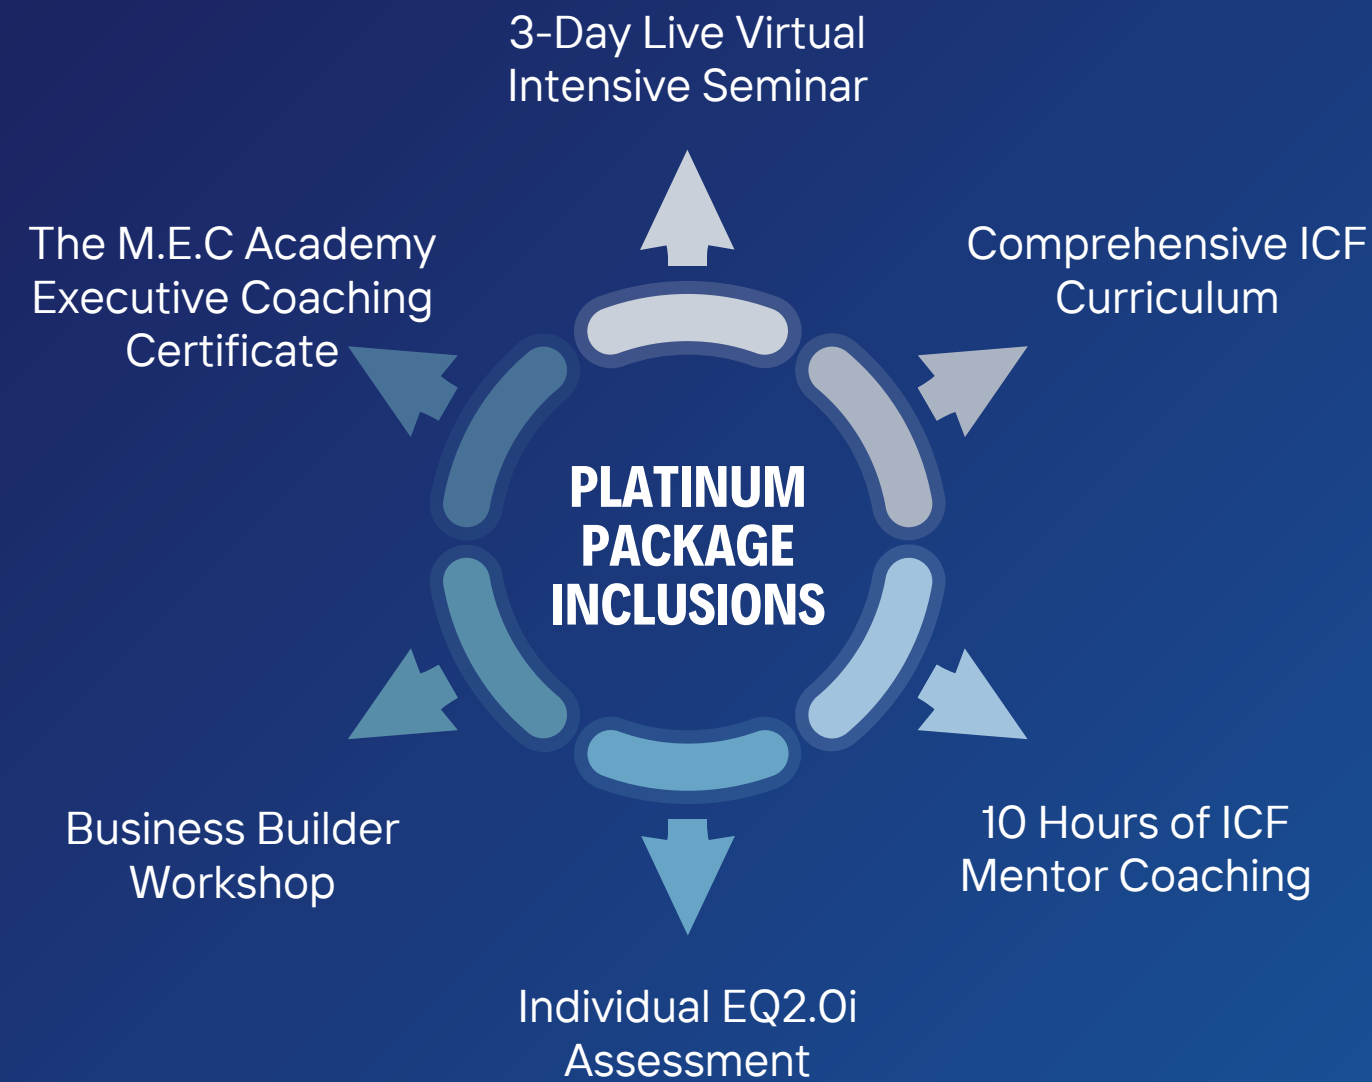 3-Day Live Virtual
Intensive Seminar
The M.E.C Academy
Executive Coaching
Certificate
Comprehensive ICF
Curriculum
PLATINUM
PACKAGE
INCLUSIONS
Business Builder
Workshop
10 Hours of ICF
Mentor Coaching
Individual EQ2.0i
Assessment